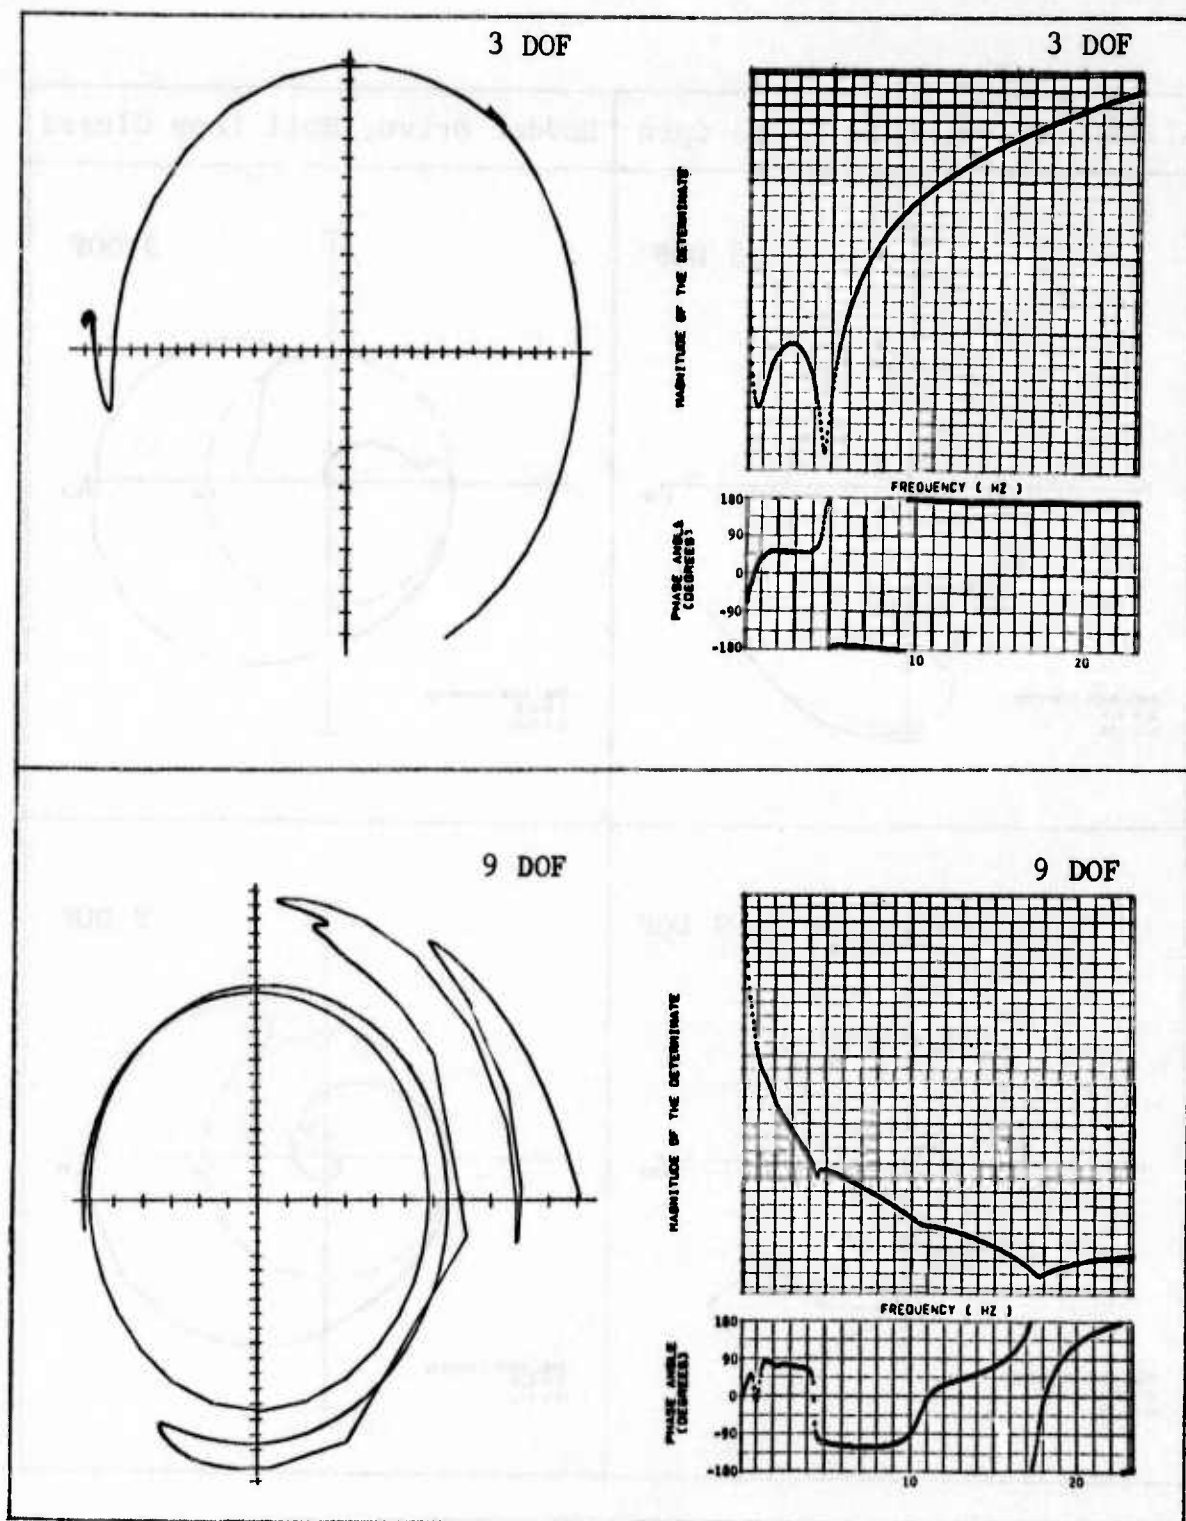 3 DOF
3 DOF
MAGNITUDE OF THE DETERMINATE
FREQUENCY ( HZ )
PHASE ANGLE
(DEGREES)
180
90
0
-90
-180
10
20
9 DOF
9 DOF
MAGNITUDE OF THE DETERMINATE
FREQUENCY ( HZ )
PHASE ANGLE
(DEGREES)
180
90
0
-90
-180
10
20